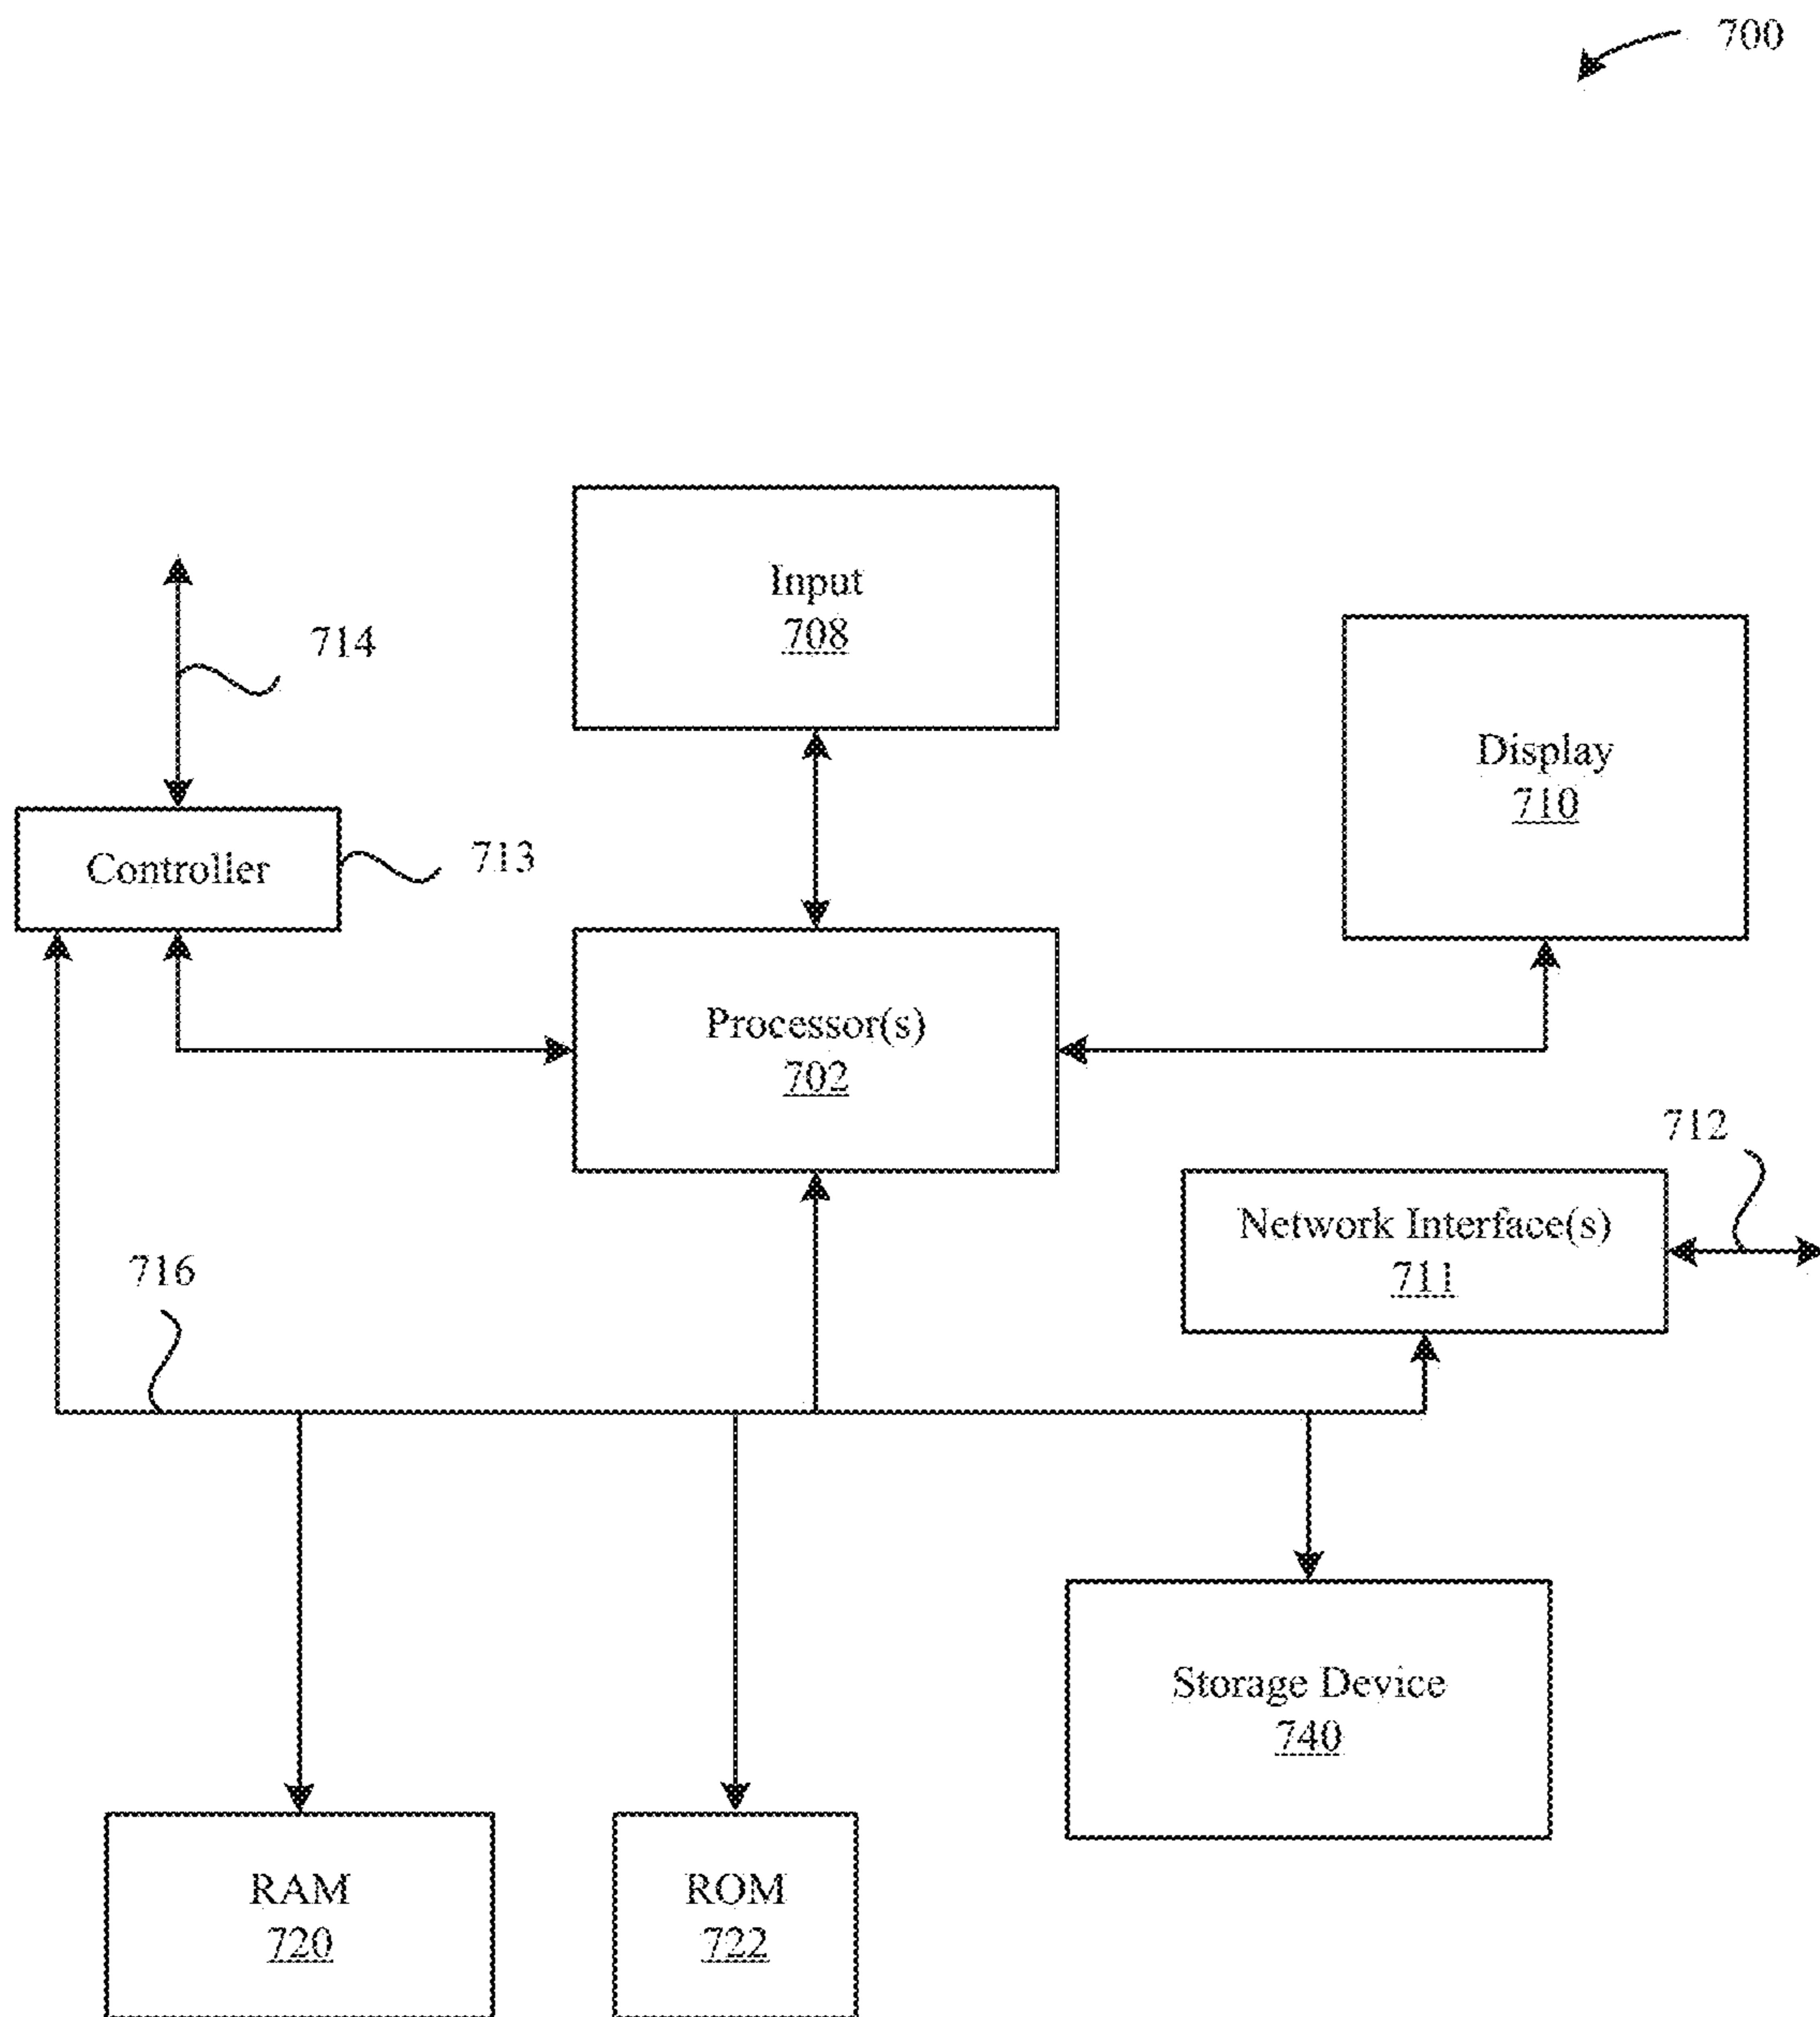 700
Input
708
714
Display
710
Controller
713
Processor(s)
702
712
Network Interface(s)
711
716
Storage Device
740
RAM
720
ROM
722